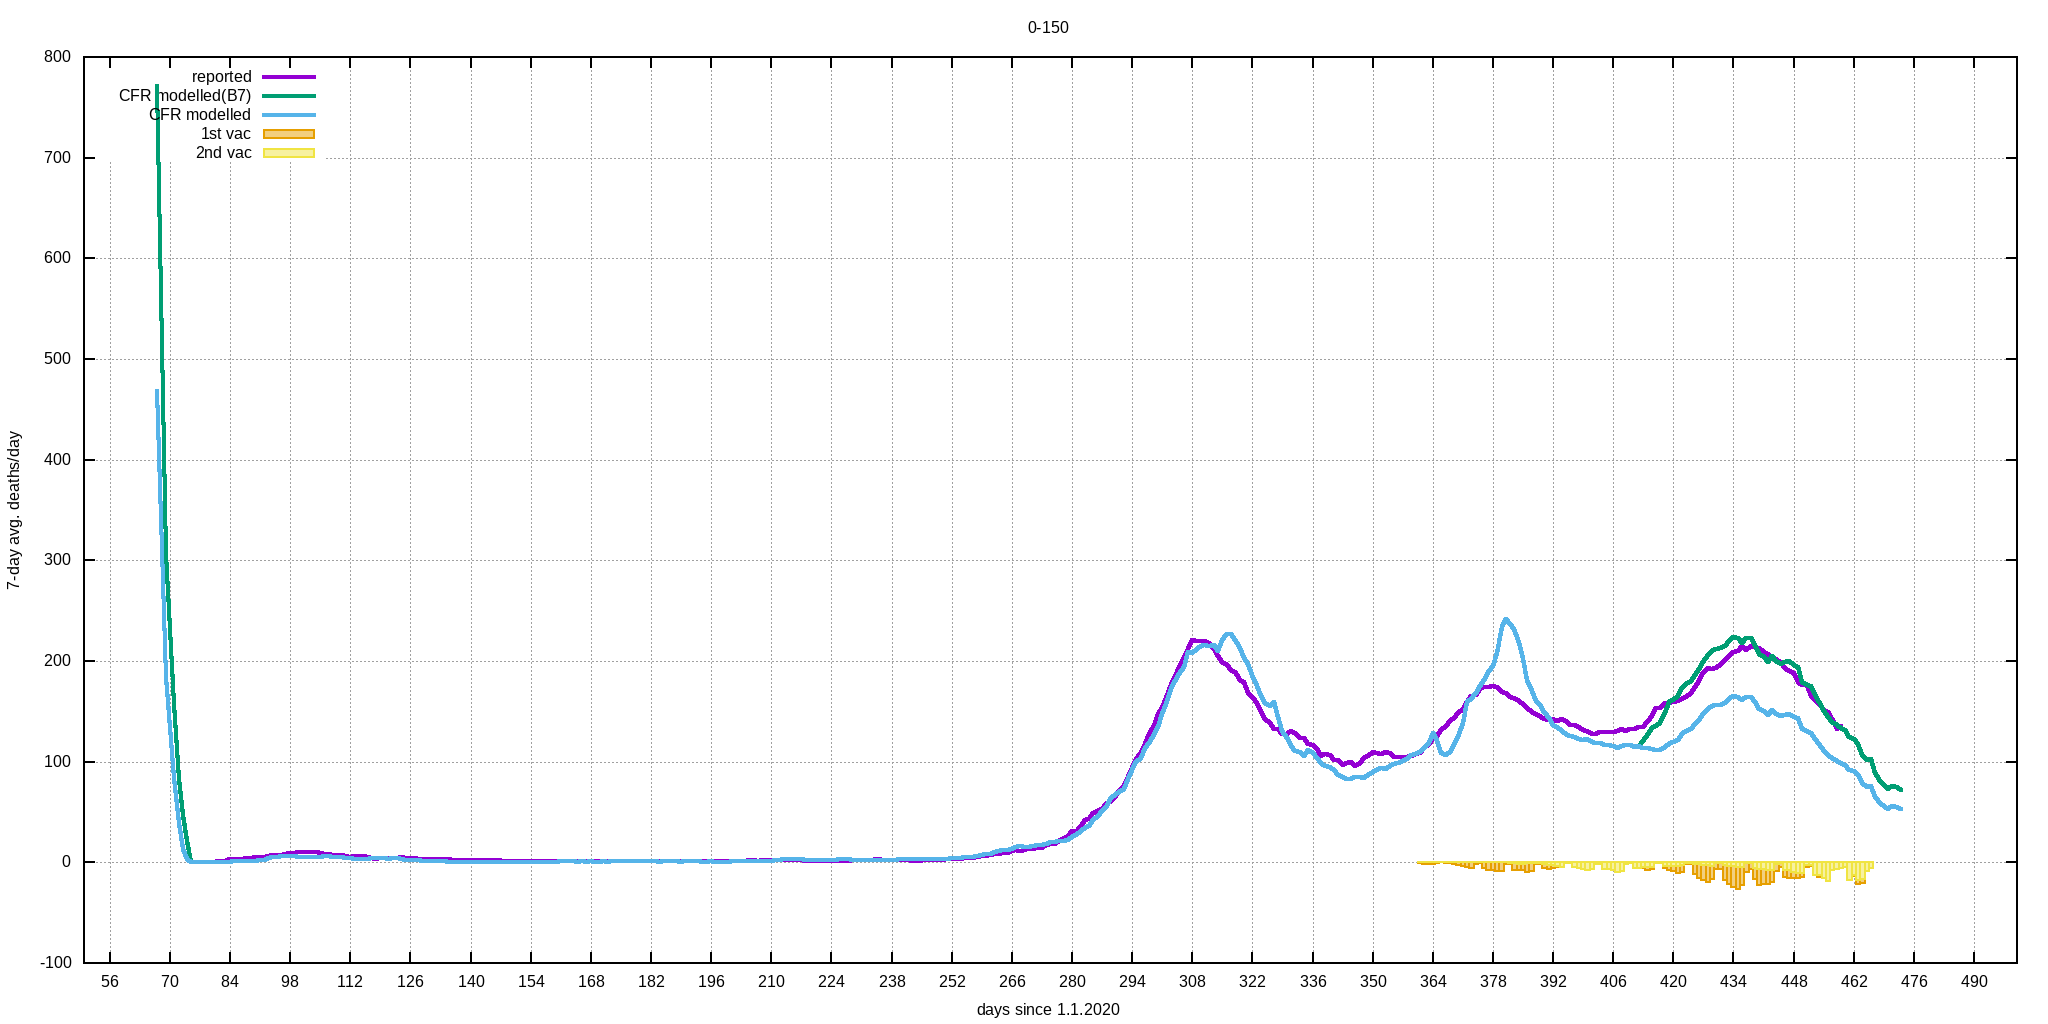 0-150
800
700
600
500
400
300
200
100
0
-100
7-day avg. deaths/day
reported
CFR modelled(B7)
CFR modelled
1st vac
2nd vac
56 70 84 98 112 126 140 154 168 182 196 210 224 238 252 266 280 294 308 322 336 350 364 378 392 406 420 434 448 462 476 490
days since 1.1.2020